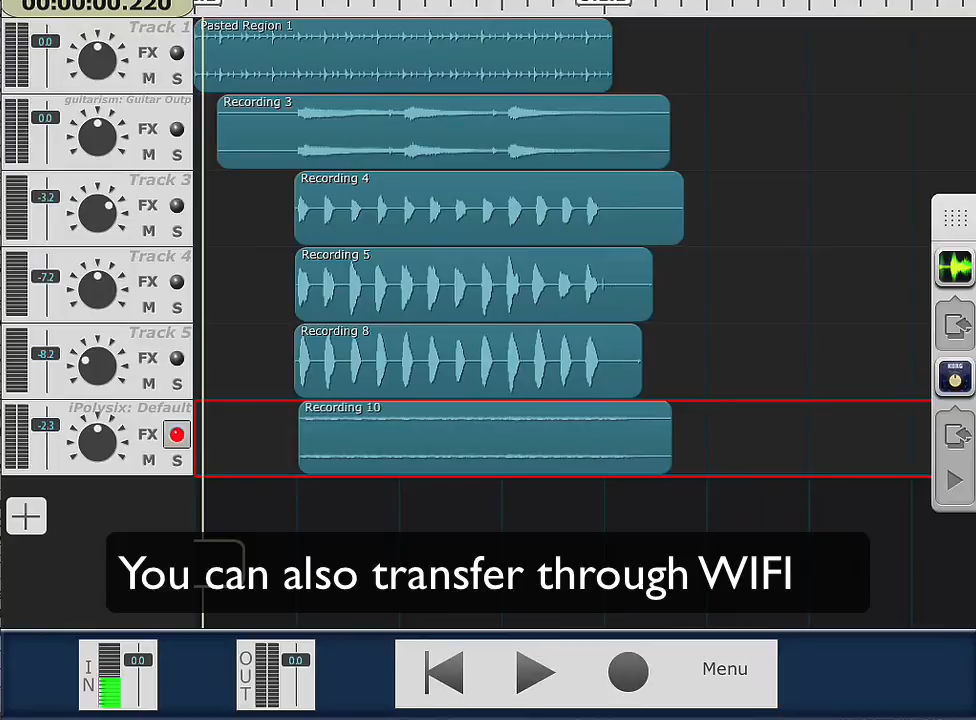 00:00:00.220
Track 1
0.0
FX
M S
Pasted Region 1
guitarism: Guitar Outp
0.0
FX
M S
Recording 3
Track 3
-3.2
FX
M S
Recording 4
Track 4
-7.2
FX
M S
Recording 5
Track 5
-8.2
FX
M S
Recording 8
iPolysix: Default
-2.3
FX
M S
Recording 10
KORG
You can also transfer through WIFI
IN
0.0
OUT
0.0
Menu